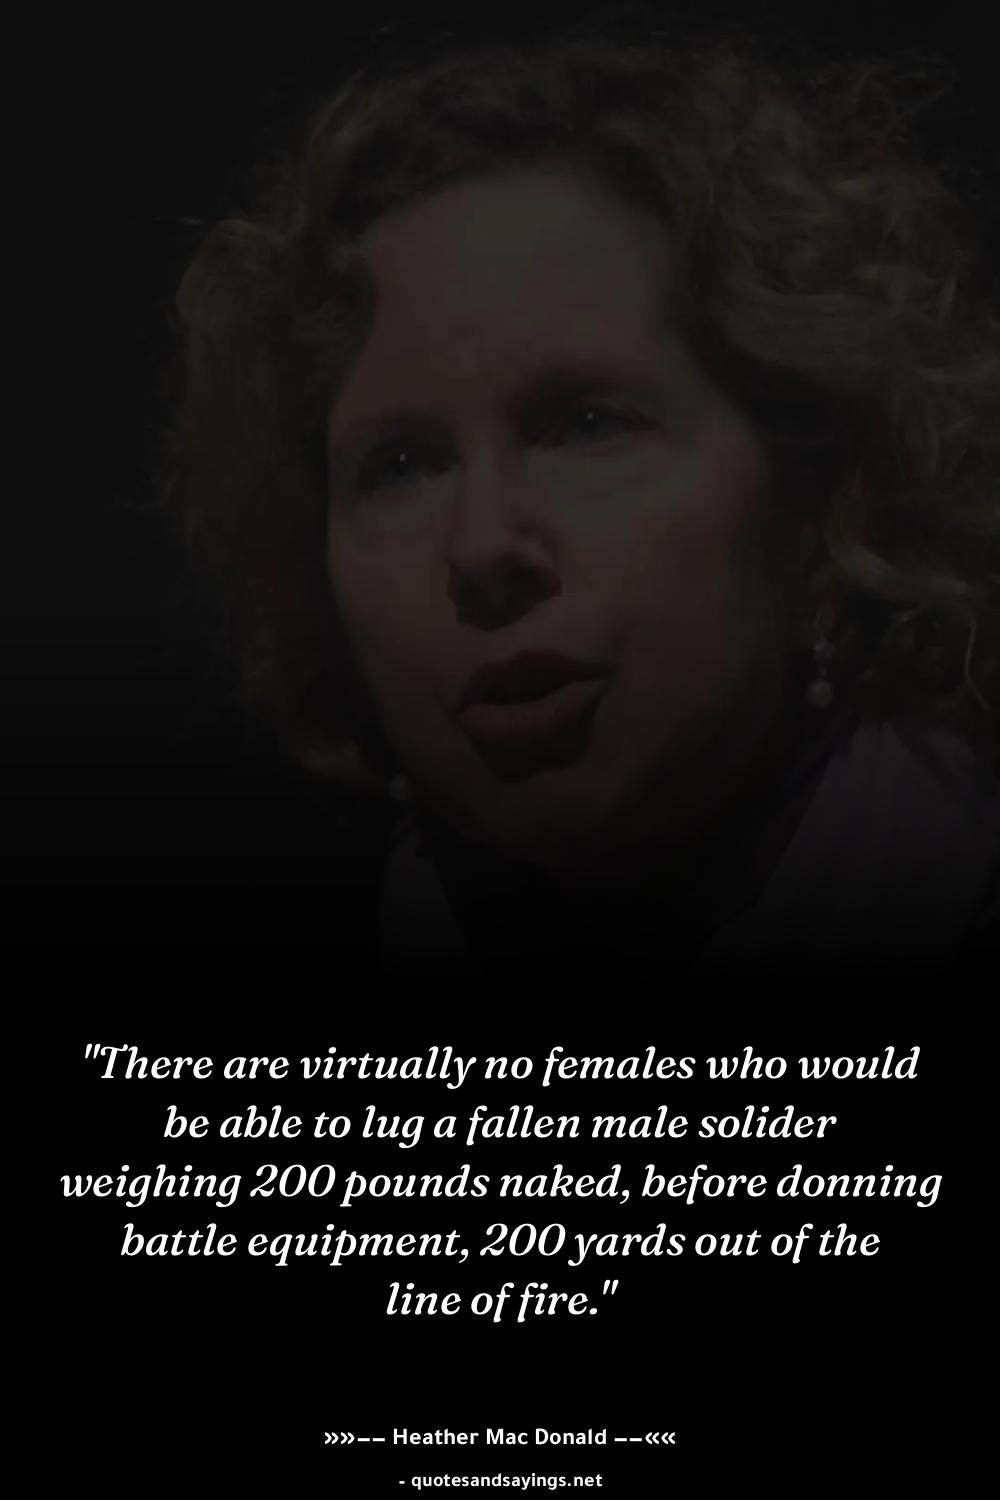 "There are virtually no females who would
be able to lug a fallen male solider
weighing 200 pounds naked, before donning
battle equipment, 200 yards out of the
line of fire."
»»–– Heather Mac Donald ––««
- quotesandsayings.net